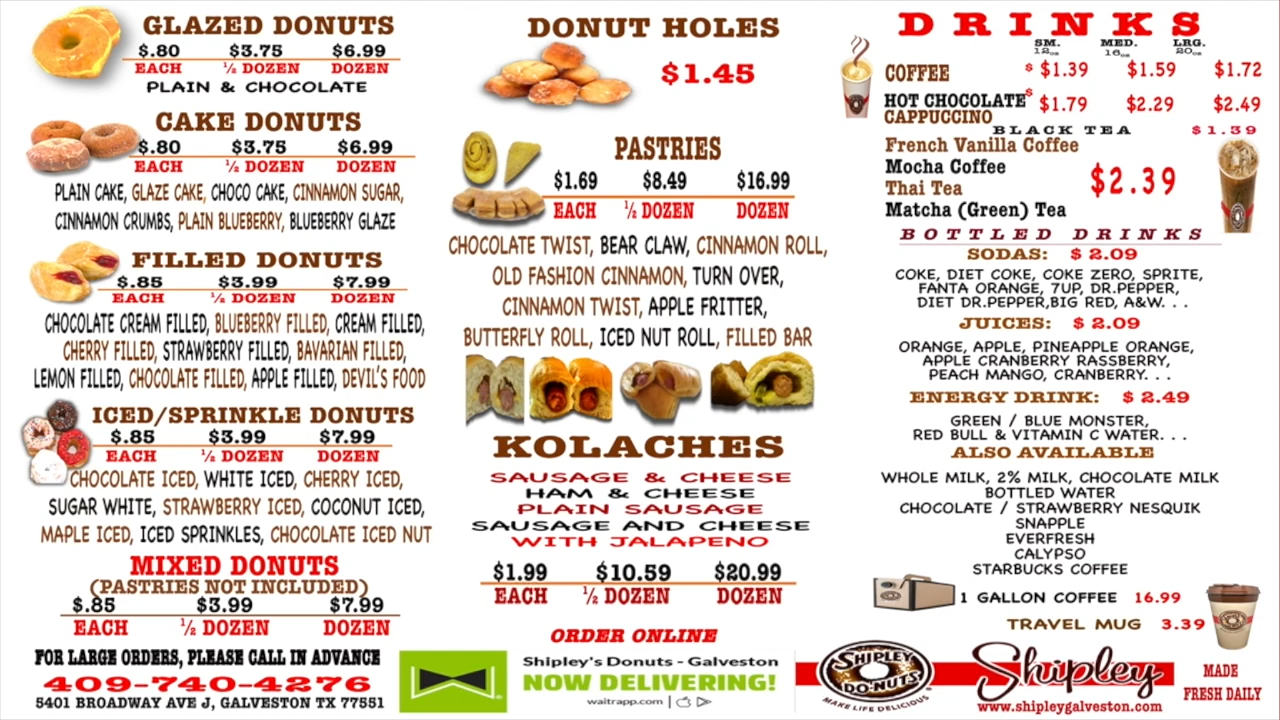 GLAZED DONUTS
$.80 $3.75 $6.99
EACH ½ DOZEN DOZEN
PLAIN & CHOCOLATE
CAKE DONUTS
$.80 $3.75 $6.99
EACH ½ DOZEN DOZEN
PLAIN CAKE, GLAZE CAKE, CHOCO CAKE, CINNAMON SUGAR,
CINNAMON CRUMBS, PLAIN BLUEBERRY, BLUEBERRY GLAZE
FILLED DONUTS
$.85 $3.99 $7.99
EACH ½ DOZEN DOZEN
CHOCOLATE CREAM FILLED, BLUEBERRY FILLED, CREAM FILLED,
CHERRY FILLED, STRAWBERRY FILLED, BAVARIAN FILLED,
LEMON FILLED, CHOCOLATE FILLED, APPLE FILLED, DEVIL'S FOOD
ICED/SPRINKLE DONUTS
$.85 $3.99 $7.99
EACH ½ DOZEN DOZEN
CHOCOLATE ICED, WHITE ICED, CHERRY ICED,
SUGAR WHITE, STRAWBERRY ICED, COCONUT ICED,
MAPLE ICED, ICED SPRINKLES, CHOCOLATE ICED NUT
MIXED DONUTS
(PASTRIES NOT INCLUDED)
$.85 $3.99 $7.99
EACH ½ DOZEN DOZEN
FOR LARGE ORDERS, PLEASE CALL IN ADVANCE
409-740-4276
5401 BROADWAY AVE J, GALVESTON TX 77551
DONUT HOLES
$1.45
PASTRIES
$1.69 $8.49 $16.99
EACH ½ DOZEN DOZEN
CHOCOLATE TWIST, BEAR CLAW, CINNAMON ROLL,
OLD FASHION CINNAMON, TURN OVER,
CINNAMON TWIST, APPLE FRITTER,
BUTTERFLY ROLL, ICED NUT ROLL, FILLED BAR
KOLACHES
SAUSAGE & CHEESE
HAM & CHEESE
PLAIN SAUSAGE
SAUSAGE AND CHEESE
WITH JALAPENO
$1.99 $10.59 $20.99
EACH ½ DOZEN DOZEN
ORDER ONLINE
Shipley's Donuts - Galveston
NOW DELIVERING!
waitrapp.com |
DRINKS
SM. MED. LRG.
12oz 16oz 20oz
COFFEE $ $1.39 $1.59 $1.72
HOT CHOCOLATE $ $1.79 $2.29 $2.49
CAPPUCCINO
BLACK TEA $1.39
French Vanilla Coffee
Mocha Coffee
Thai Tea $2.39
Matcha (Green) Tea
BOTTLED DRINKS
SODAS: $ 2.09
COKE, DIET COKE, COKE ZERO, SPRITE,
FANTA ORANGE, 7UP, DR.PEPPER,
DIET DR.PEPPER,BIG RED, A&W. . .
JUICES: $ 2.09
ORANGE, APPLE, PINEAPPLE ORANGE,
APPLE CRANBERRY RASSBERRY,
PEACH MANGO, CRANBERRY. . .
ENERGY DRINK: $ 2.49
GREEN / BLUE MONSTER,
RED BULL & VITAMIN C WATER. . .
ALSO AVAILABLE
WHOLE MILK, 2% MILK, CHOCOLATE MILK
BOTTLED WATER
CHOCOLATE / STRAWBERRY NESQUIK
SNAPPLE
EVERFRESH
CALYPSO
STARBUCKS COFFEE
1 GALLON COFFEE 16.99
TRAVEL MUG 3.39
SHIPLEY
DO-NUTS
MAKE LIFE DELICIOUS
Shipley
www.shipleygalveston.com
MADE
FRESH DAILY